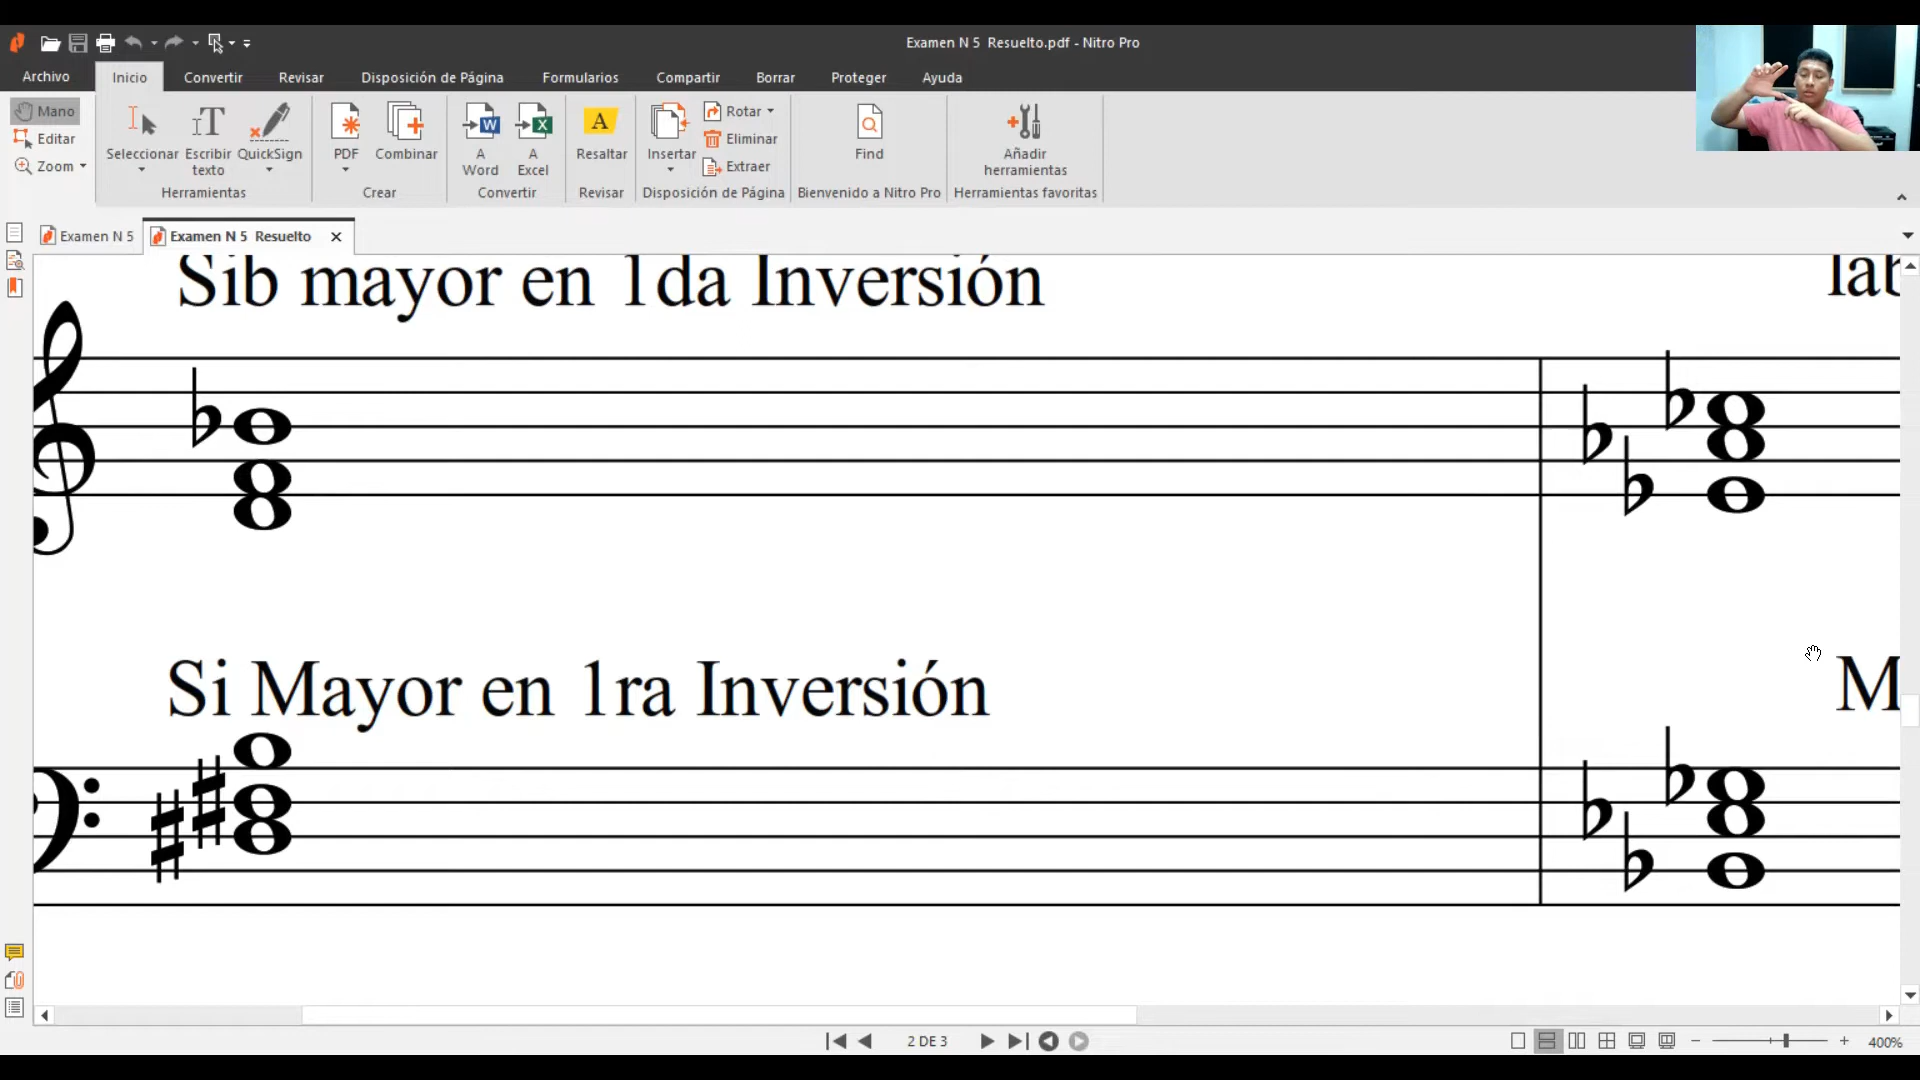 Examen N 5 Resuelto.pdf - Nitro Pro
Archivo Inicio Convertir Revisar Disposición de Página Formularios Compartir Borrar Proteger Ayuda
Mano
Editar
Zoom
Seleccionar
Escribir texto
QuickSign
Herramientas
PDF
Combinar
Crear
A Word
A Excel
Convertir
A
Resaltar
Revisar
Insertar
Rotar
Eliminar
Extraer
Disposición de Página
Find
Bienvenido a Nitro Pro
Añadir herramientas
Herramientas favoritas
Examen N 5
Examen N 5 Resuelto
Sib mayor en 1da Inversión
Si Mayor en 1ra Inversión
M
2 DE 3
400%